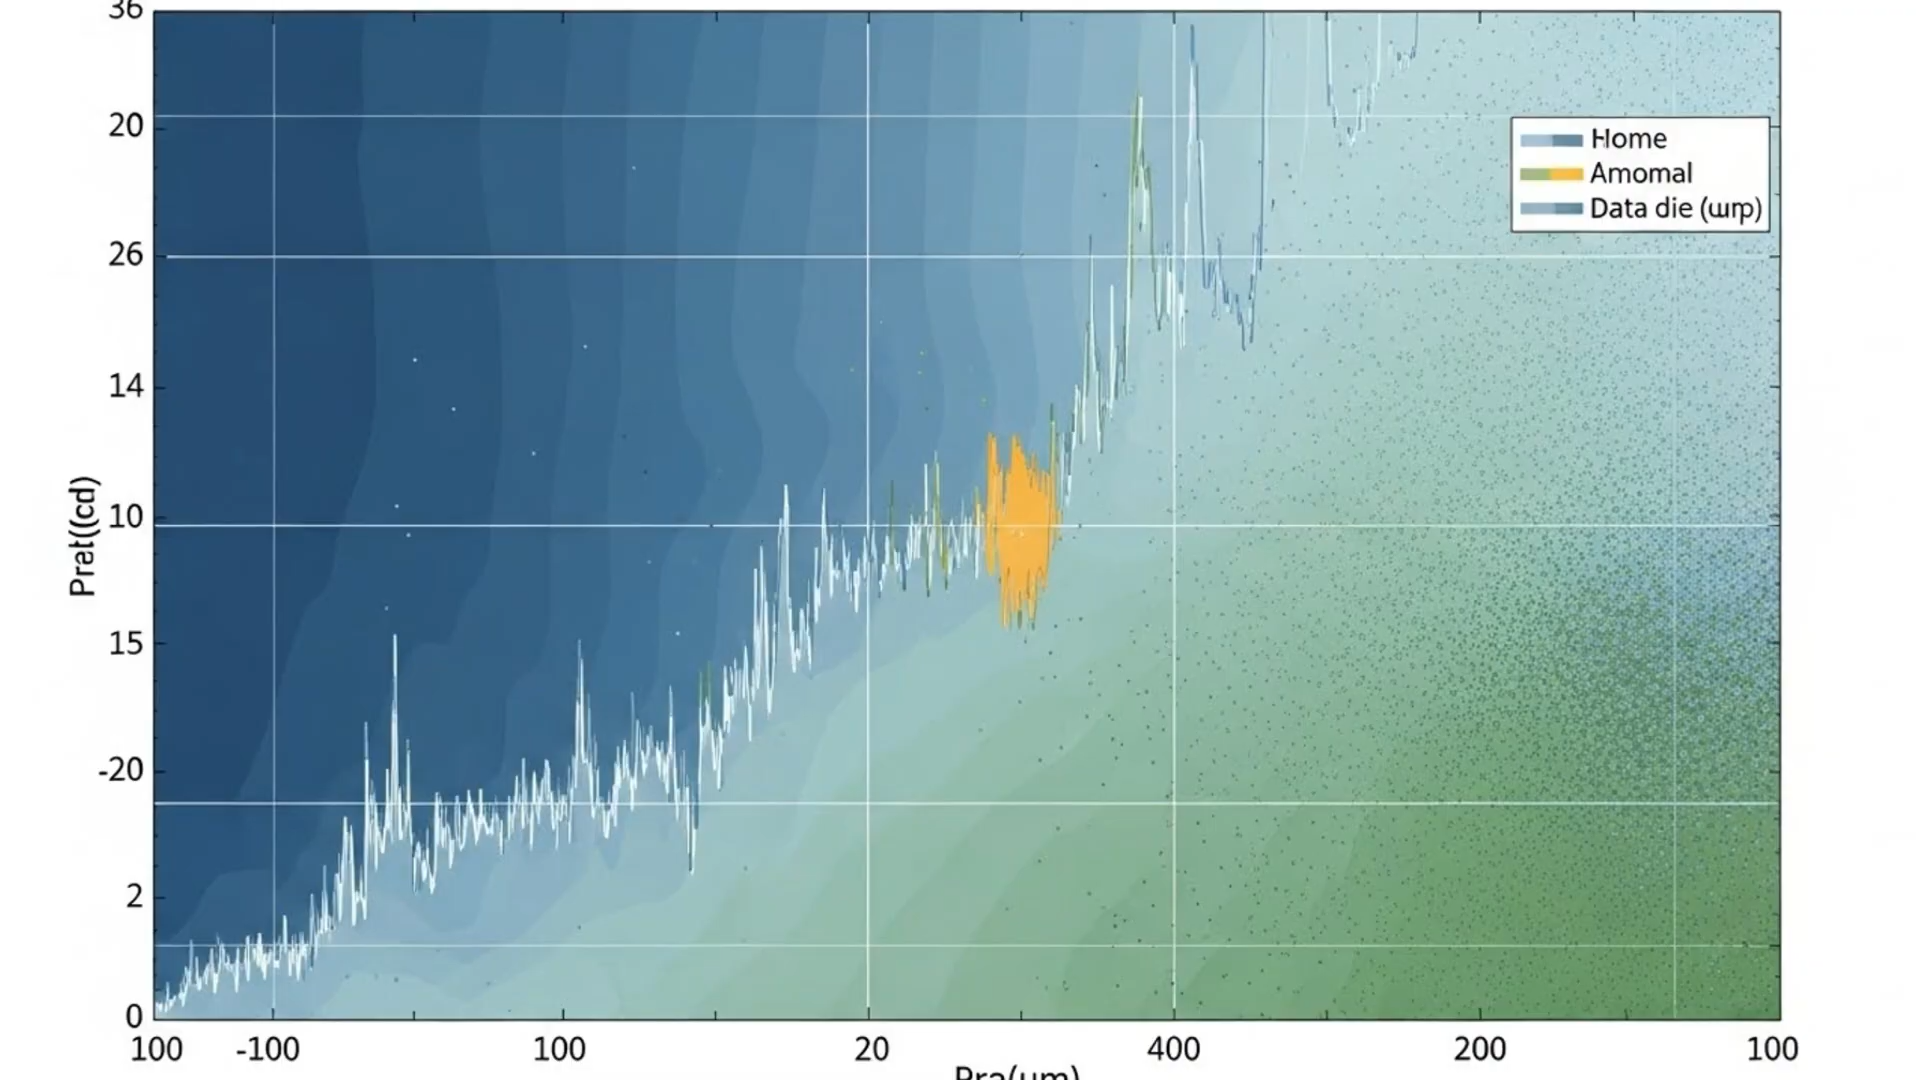 36
20
26
14
10
15
-20
2
0
Prat((cd)
100 -100 100 20 400 200 100
Pra(um)
Home
Amomal
Data die (шηp)